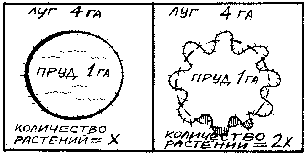 ЛУГ 4 ГА
ПРУД 1 ГА
КОЛИЧЕСТВО
РАСТЕНИЙ = X
ЛУГ 4 ГА
ПРУД 1 ГА
КОЛИЧЕСТВО
РАСТЕНИЙ = 2X